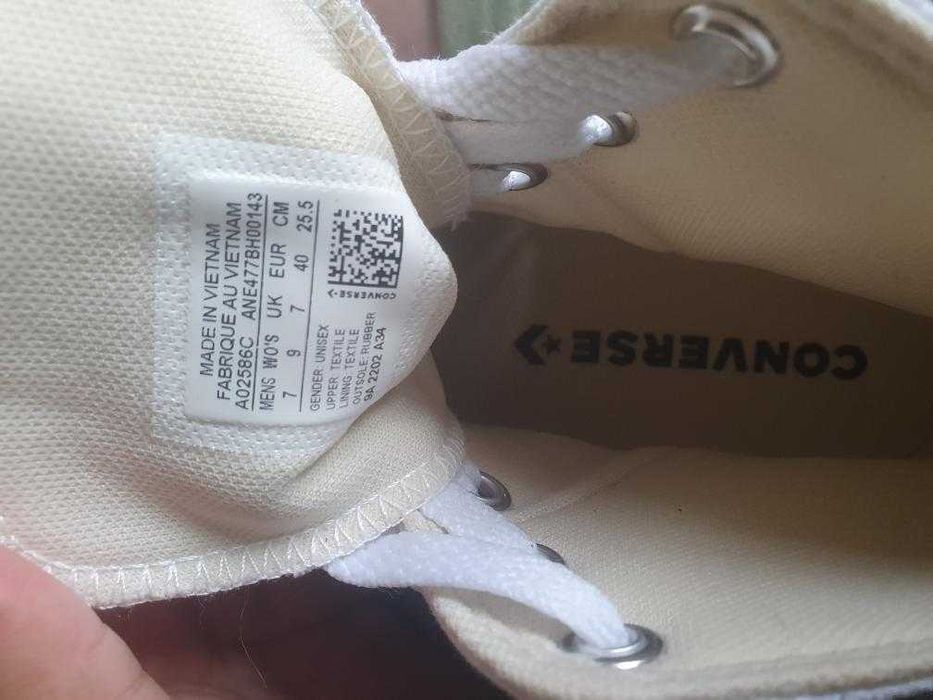 MADE IN VIETNAM
FABRIQUE AU VIETNAM
A02586C ANE477BH00143
MENS WO'S UK EUR CM
7 9 7 40 25.5
GENDER: UNISEX
UPPER: TEXTILE
LINING: TEXTILE
OUTSOLE: RUBBER
9A 2202 A34
CONVERSE
CONVERSE